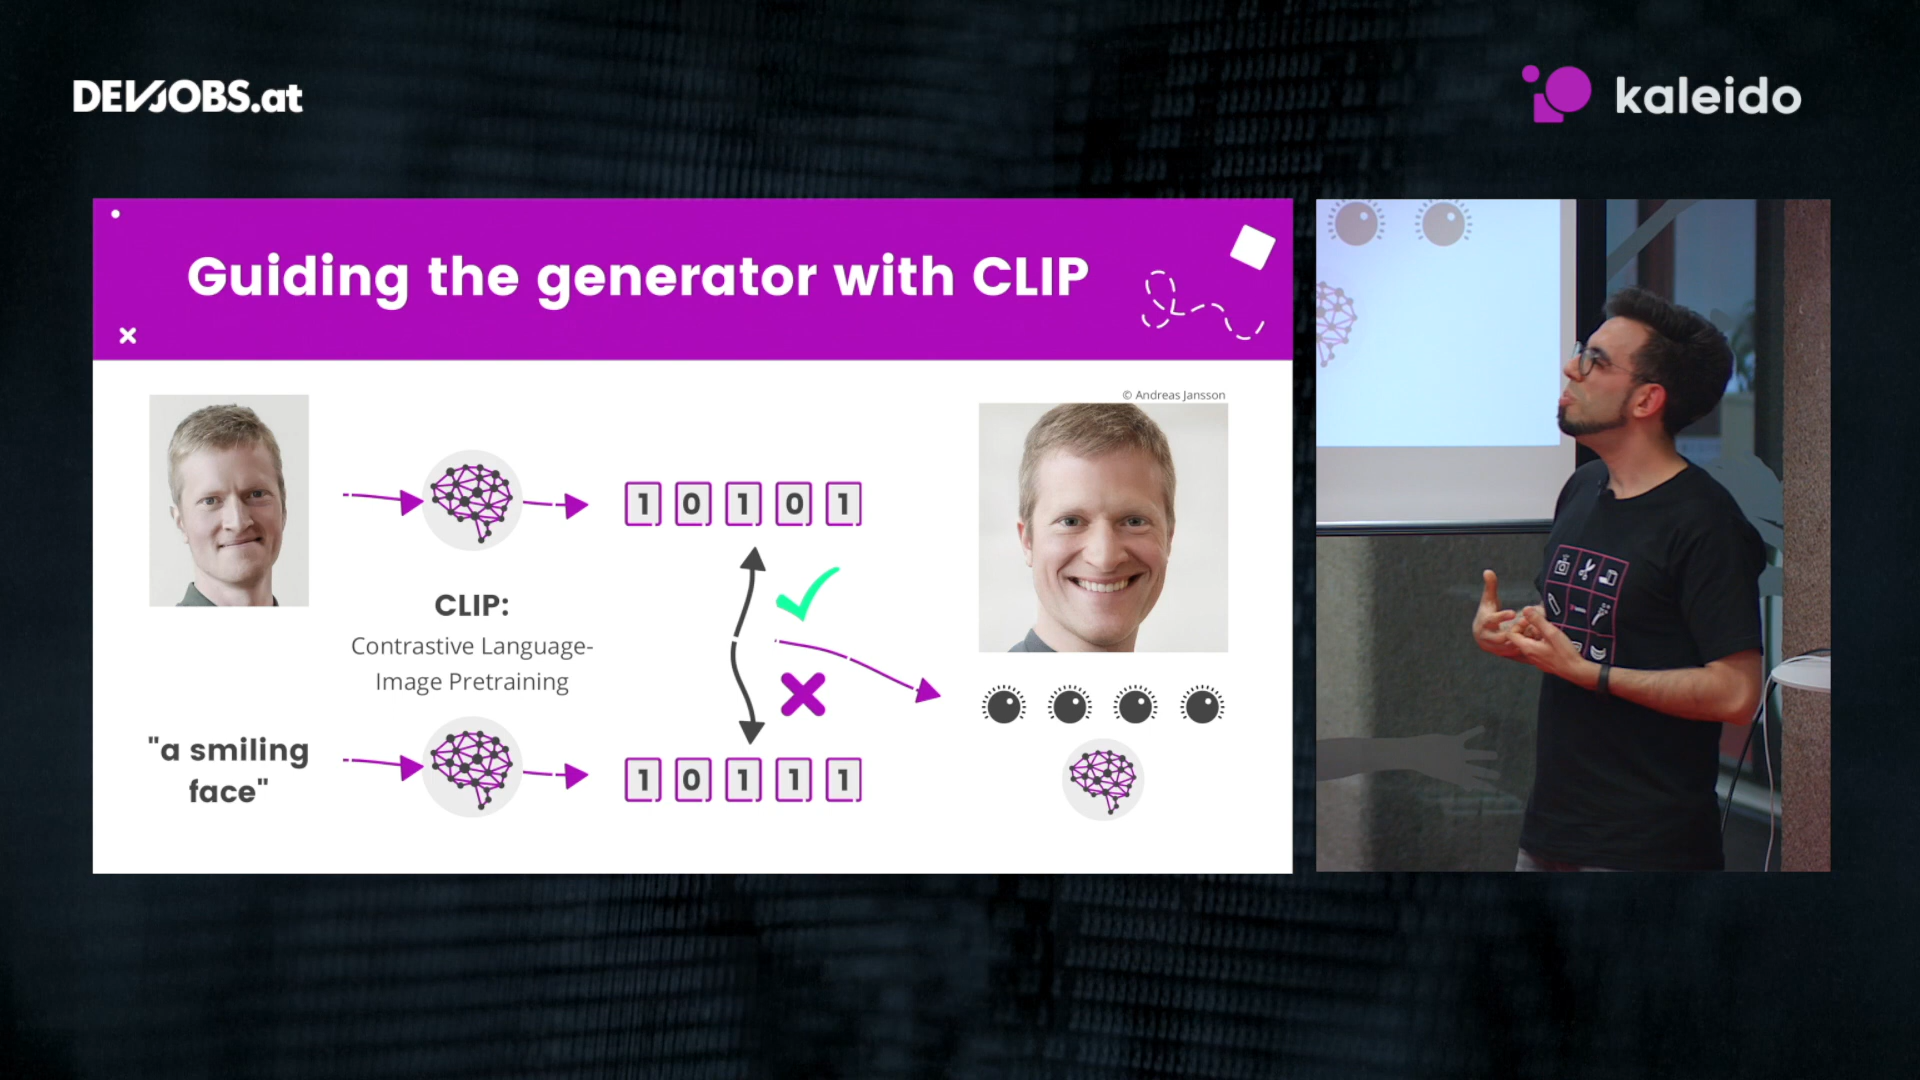 DEVJOBS.at
kaleido
Guiding the generator with CLIP
© Andreas Jansson
1 0 1 0 1
CLIP:
Contrastive Language-
Image Pretraining
"a smiling
face"
1 0 1 1 1